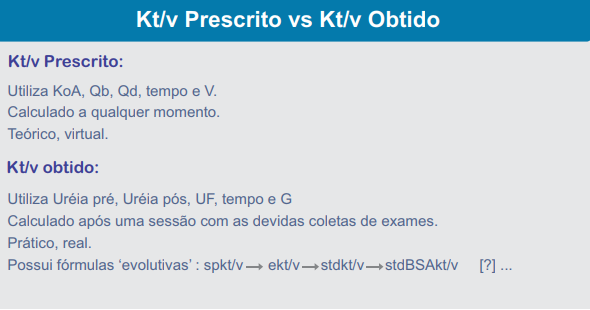 Kt/v Prescrito vs Kt/v Obtido
Kt/v Prescrito:
Utiliza KoA, Qb, Qd, tempo e V.
Calculado a qualquer momento.
Teórico, virtual.
Kt/v obtido:
Utiliza Uréia pré, Uréia pós, UF, tempo e G
Calculado após uma sessão com as devidas coletas de exames.
Prático, real.
Possui fórmulas ‘evolutivas’ : spkt/v → ekt/v → stdkt/v → stdBSAkt/v [?] ...